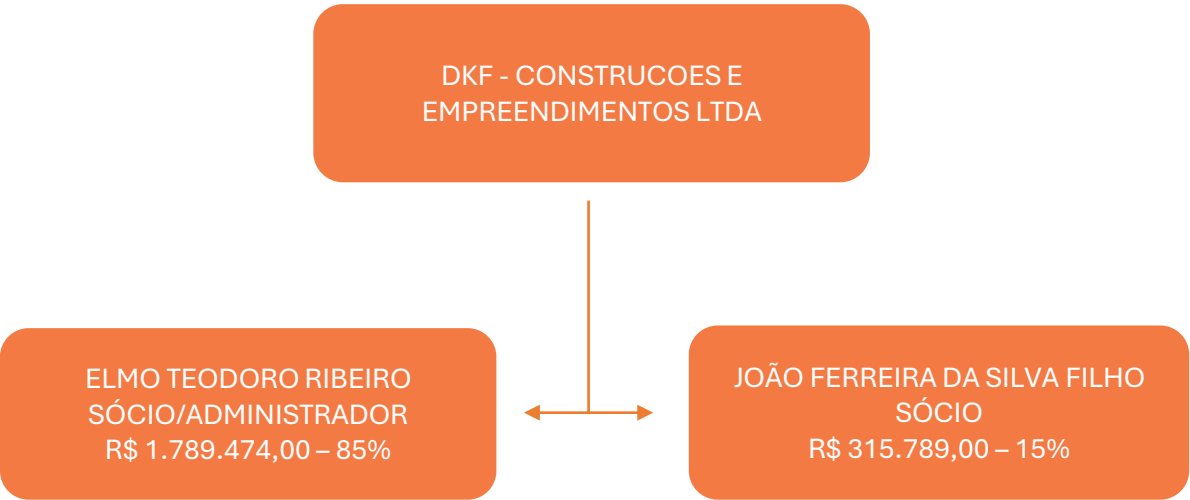 DKF - CONSTRUCOES E
EMPREENDIMENTOS LTDA
ELMO TEODORO RIBEIRO
SÓCIO/ADMINISTRADOR
R$ 1.789.474,00 – 85%
JOÃO FERREIRA DA SILVA FILHO
SÓCIO
R$ 315.789,00 – 15%